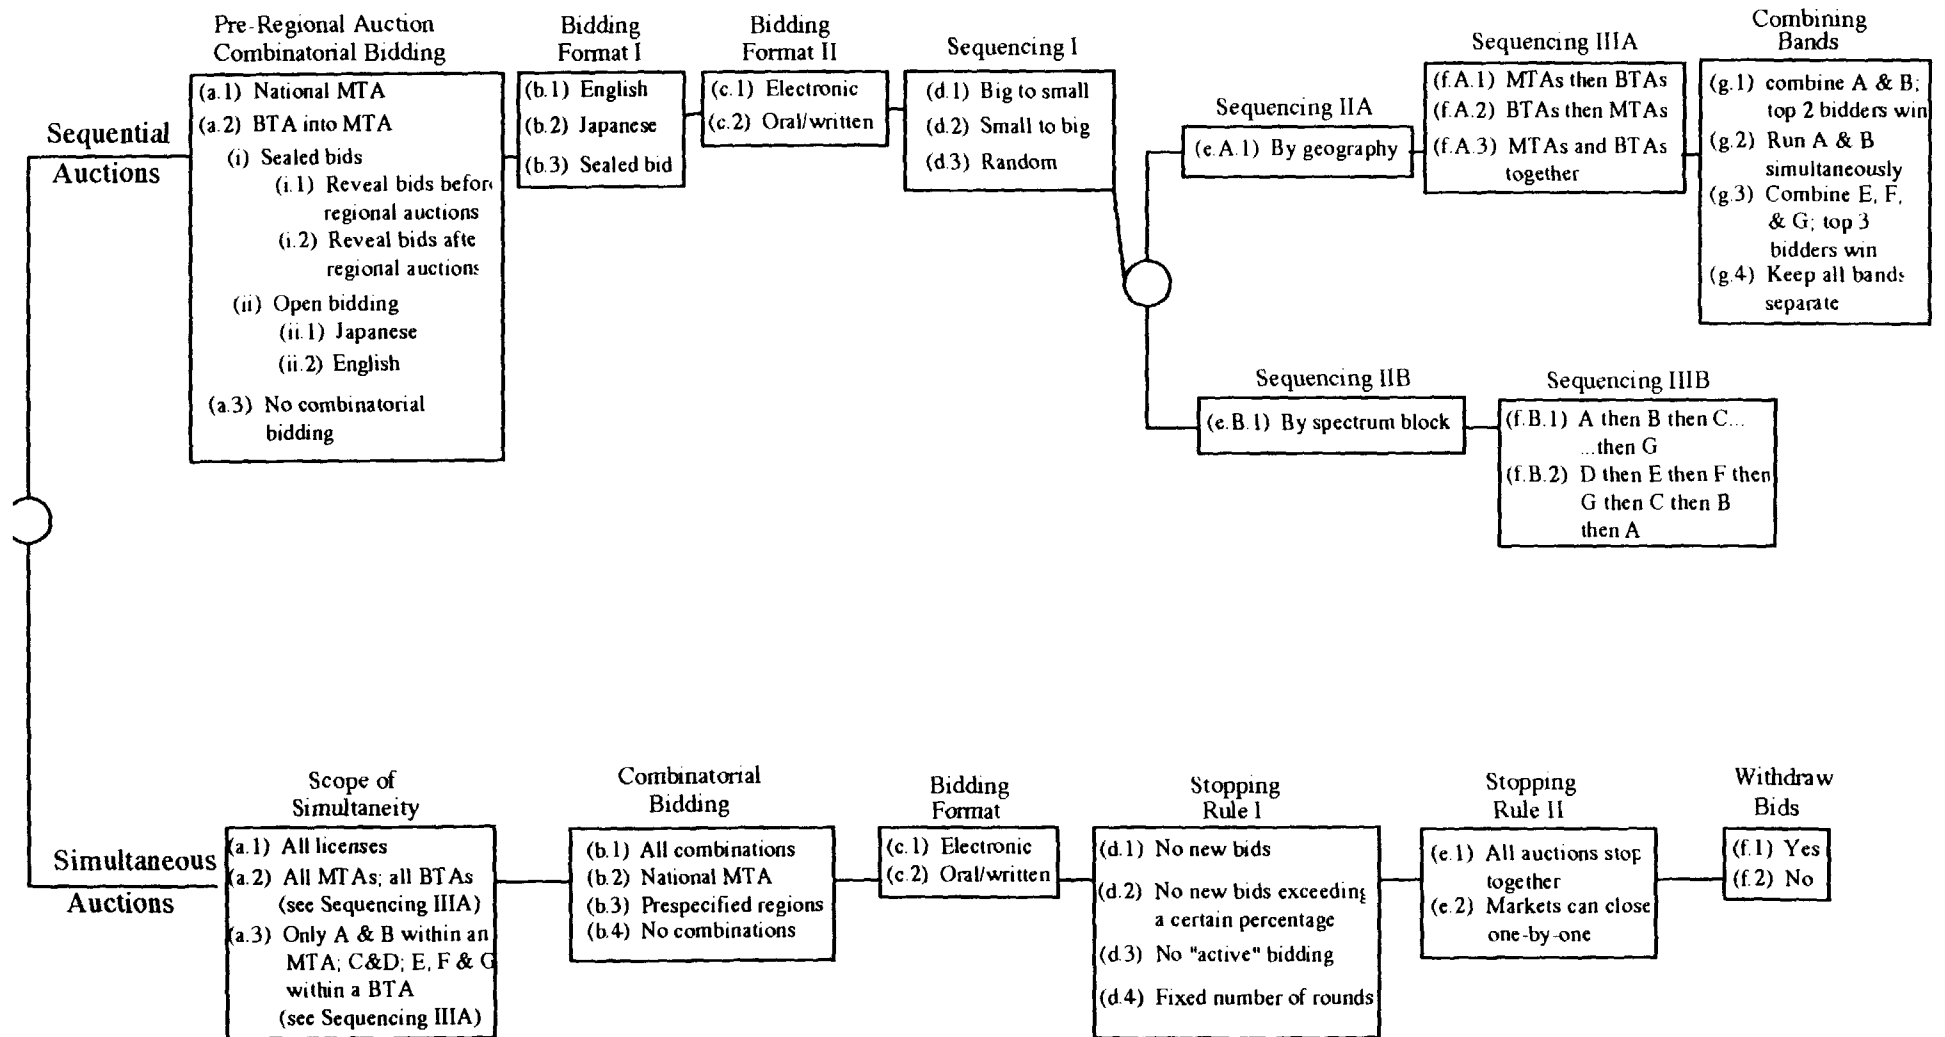 Pre-Regional Auction
Combinatorial Bidding
(a.1) National MTA
(a.2) BTA into MTA
(i) Sealed bids
(i.1) Reveal bids befor
regional auctions
(i.2) Reveal bids afte
regional auctions
(ii) Open bidding
(ii.1) Japanese
(ii.2) English
(a.3) No combinatorial
bidding
Sequential
Auctions
Bidding
Format I
(b.1) English
(b.2) Japanese
(b.3) Sealed bid
Bidding
Format II
(c.1) Electronic
(c.2) Oral/written
Sequencing I
(d.1) Big to small
(d.2) Small to big
(d.3) Random
Sequencing IIA
(e.A.1) By geography
Sequencing IIIA
(f.A.1) MTAs then BTAs
(f.A.2) BTAs then MTAs
(f.A.3) MTAs and BTAs
together
Combining
Bands
(g.1) combine A & B;
top 2 bidders win
(g.2) Run A & B
simultaneously
(g.3) Combine E, F,
& G; top 3
bidders win
(g.4) Keep all bands
separate
Sequencing IIB
(e.B.1) By spectrum block
Sequencing IIIB
(f.B.1) A then B then C...
...then G
(f.B.2) D then E then F then
G then C then B
then A
Simultaneous
Auctions
Scope of
Simultaneity
(a.1) All licenses
(a.2) All MTAs; all BTAs
(see Sequencing IIIA)
(a.3) Only A & B within an
MTA; C&D; E, F & G
within a BTA
(see Sequencing IIIA)
Combinatorial
Bidding
(b.1) All combinations
(b.2) National MTA
(b.3) Prespecified regions
(b.4) No combinations
Bidding
Format
(c.1) Electronic
(c.2) Oral/written
Stopping
Rule I
(d.1) No new bids
(d.2) No new bids exceeding
a certain percentage
(d.3) No "active" bidding
(d.4) Fixed number of rounds
Stopping
Rule II
(e.1) All auctions stop
together
(e.2) Markets can close
one-by-one
Withdraw
Bids
(f.1) Yes
(f.2) No